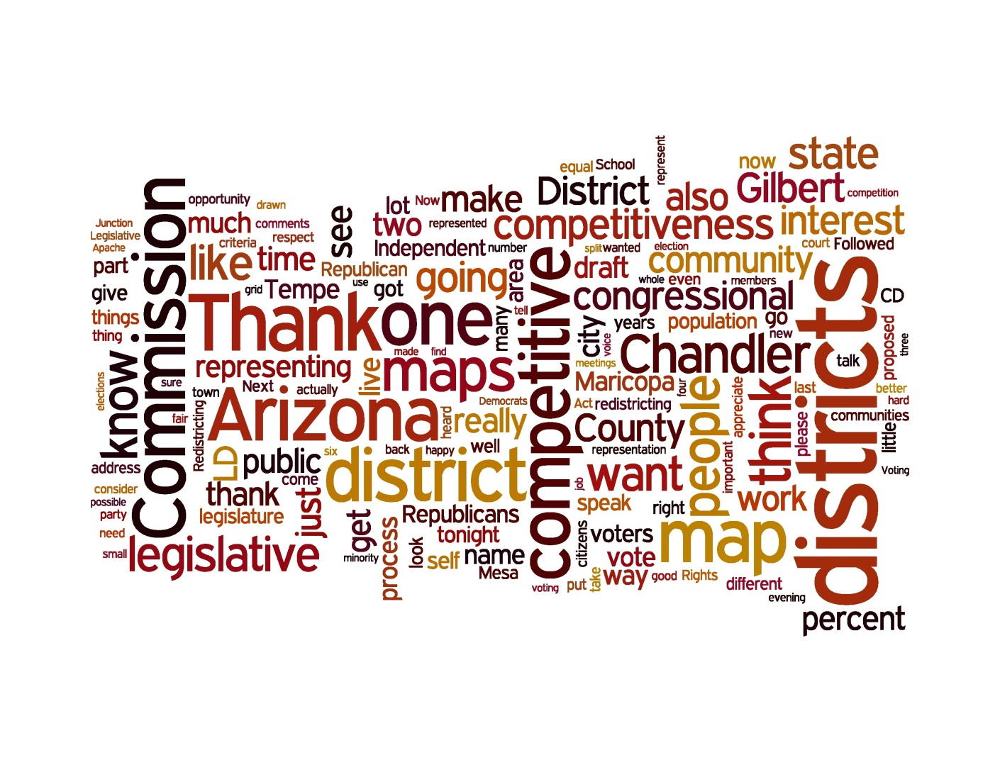 represent
state
now
equal
School
District
also
Gilbert
competition
opportunity
drawn
lot
Now
make
two
represented
competitiveness
interest
Junction
Legislative
Apache
much
comments
criteria
respect
see
Independent
number
split
wanted
election
court
Followed
part
like
time
Republican
going
area
draft
community
whole
even
members
give
grid
Tempe
use
got
Commission
Thank
one
many
tell
competitive
congressional
districts
CD
things
thing
city
voice
years
population
go
new
proposed
three
made
find
meetings
Chandler
talk
know
representing
live
maps
Maricopa
four
people
appreciate
think
last
better
hard
elections
sure
town
Next
actually
Democrats
Act
redistricting
communities
fair
Redistricting
Arizona
heard
really
County
please
little
LD
public
six
back
happy
well
representation
important
Voting
address
come
district
job
want
consider
possible
party
thank
just
legislature
get
Republicans
speak
right
work
need
process
tonight
citizens
voters
map
small
legislative
minority
look
self
name
Mesa
vote
voting
put
take
way
good
Rights
different
evening
percent